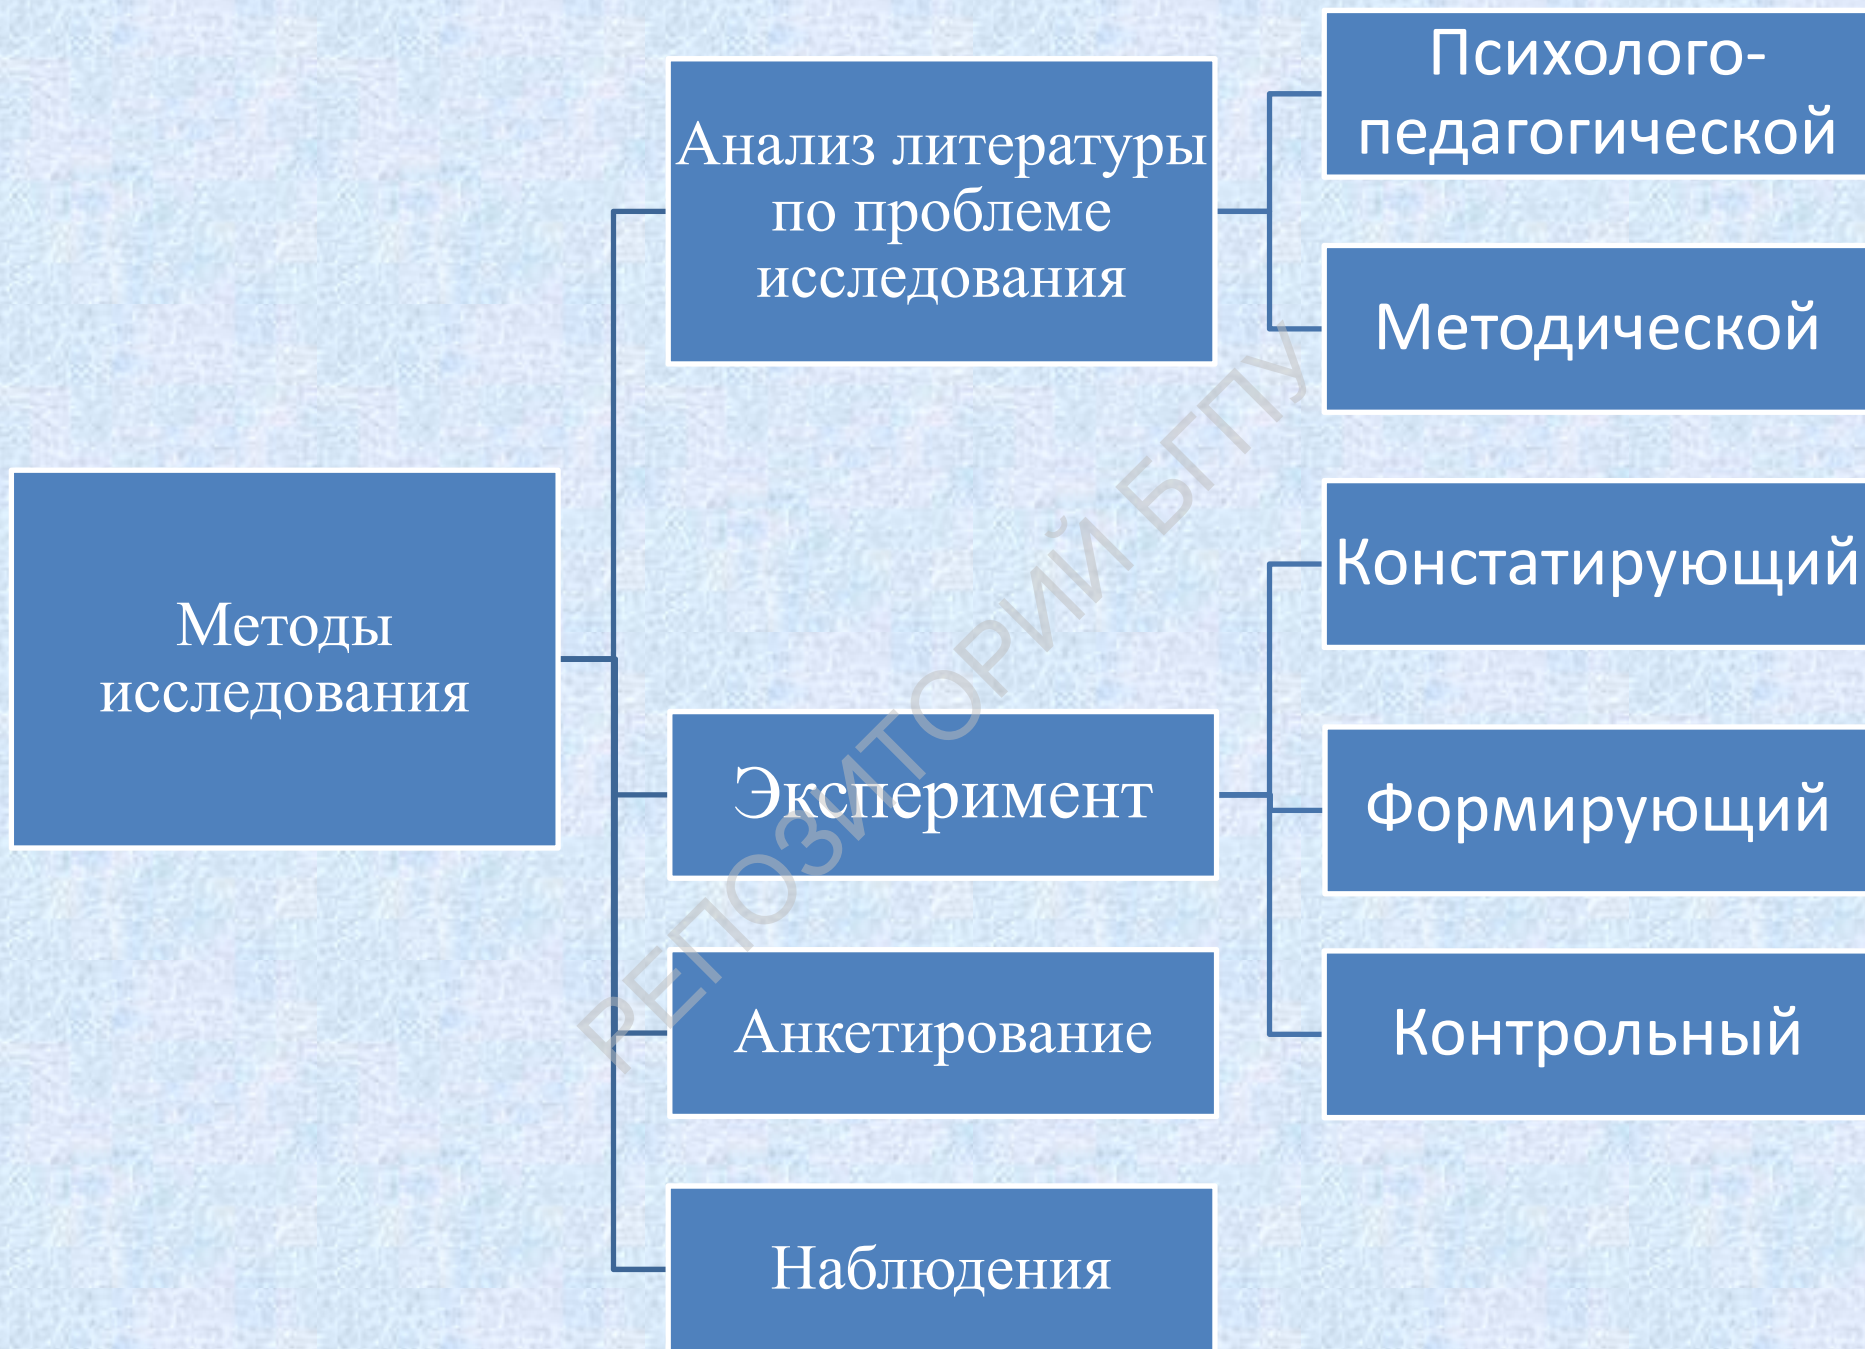 Методы
исследования
Анализ литературы
по проблеме
исследования
Психолого-
педагогической
Методической
Эксперимент
Констатирующий
Формирующий
Контрольный
Анкетирование
Наблюдения
РЕПОЗИТОРИЙ БГПУ